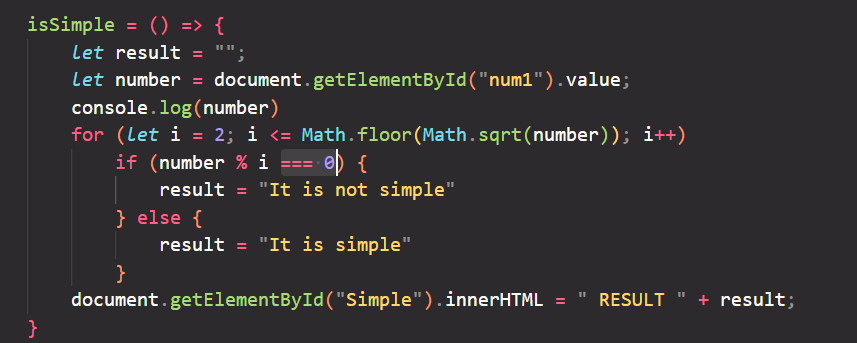 isSimple = () => {
let result = "";
let number = document.getElementById("num1").value;
console.log(number)
for (let i = 2; i <= Math.floor(Math.sqrt(number)); i++)
if (number % i === 0) {
result = "It is not simple"
} else {
result = "It is simple"
}
document.getElementById("Simple").innerHTML = " RESULT " + result;
}